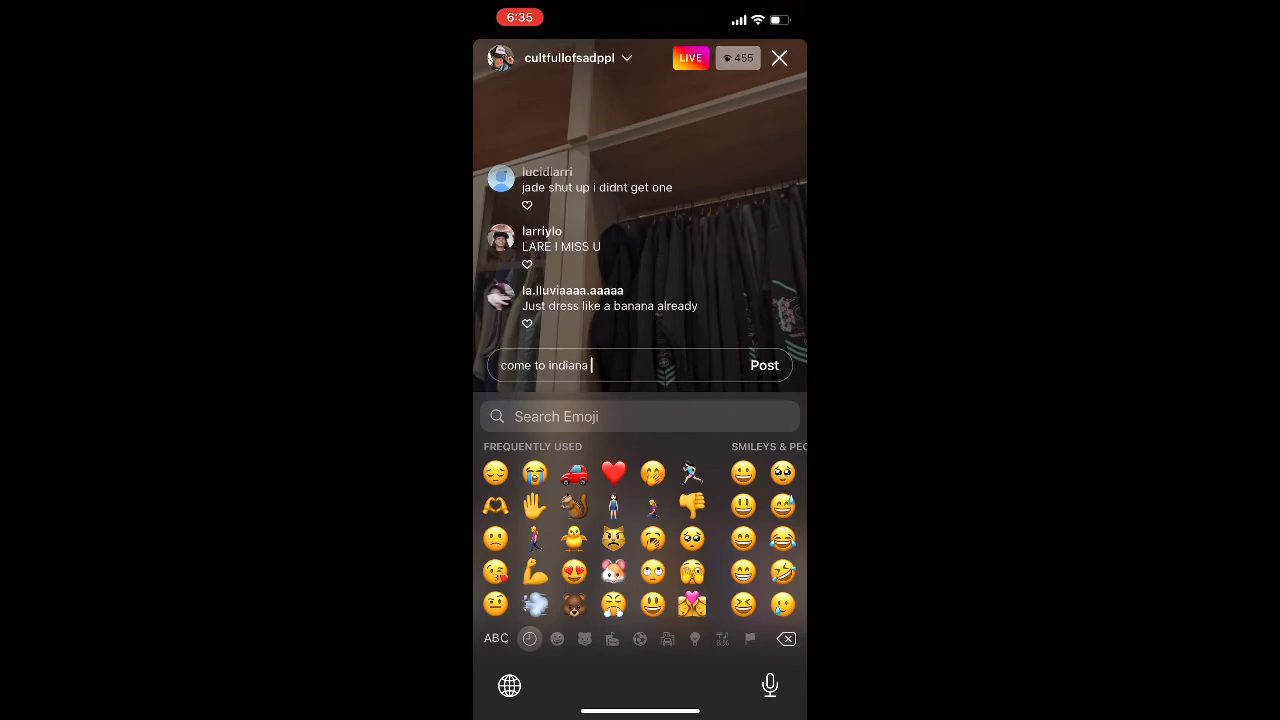 6:35
cultfullofsadppl
LIVE
455
lucidlarri
jade shut up i didnt get one
larriylo
LARE I MISS U
la.lluviaaaa.aaaaa
Just dress like a banana already
come to indiana
Post
Search Emoji
FREQUENTLY USED
SMILEYS & PEO
ABC